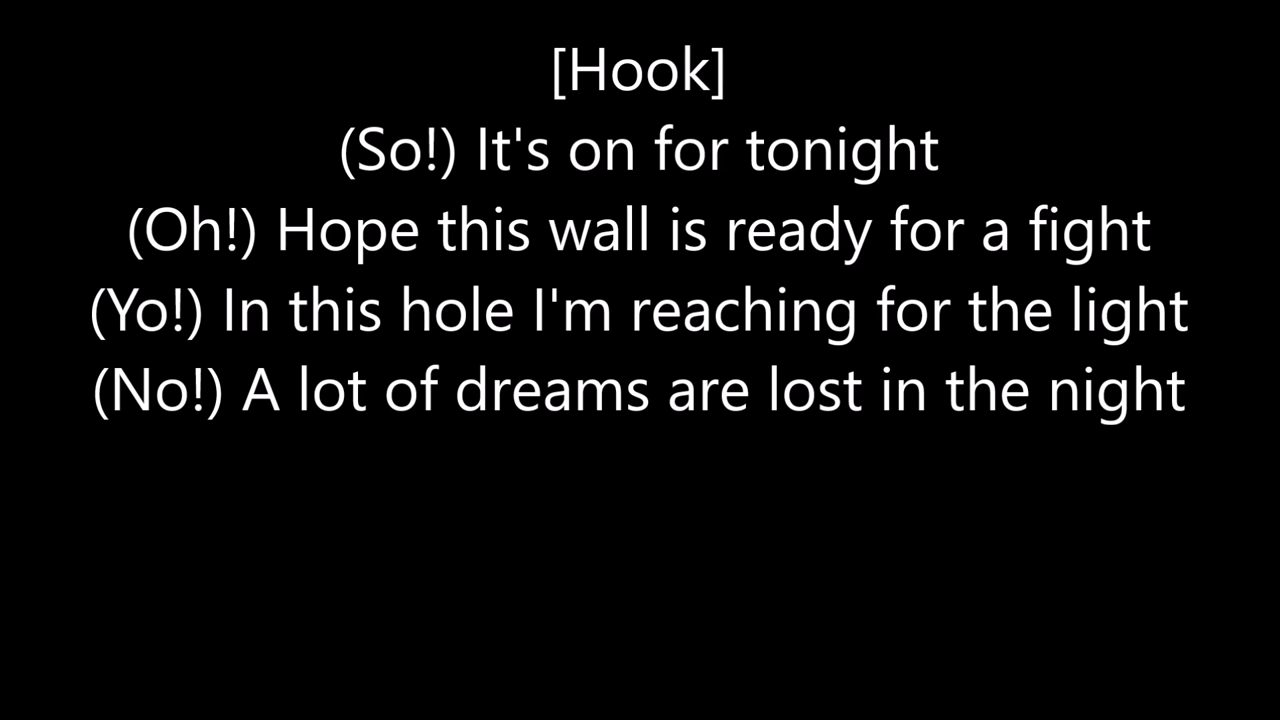 [Hook]
(So!) It's on for tonight
(Oh!) Hope this wall is ready for a fight
(Yo!) In this hole I'm reaching for the light
(No!) A lot of dreams are lost in the night